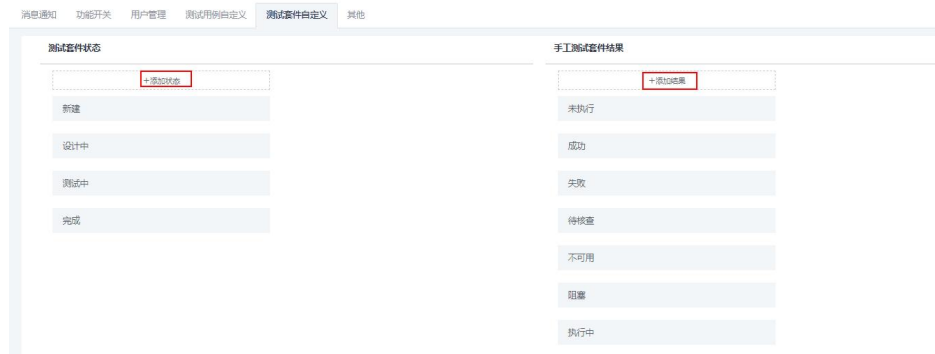 消息通知 功能开关 用户管理 测试用例自定义 测试套件自定义 其他
测试套件状态
+添加状态
新建
设计中
测试中
完成
手工测试套件结果
+添加结果
未执行
成功
失败
待核查
不可用
阻塞
执行中